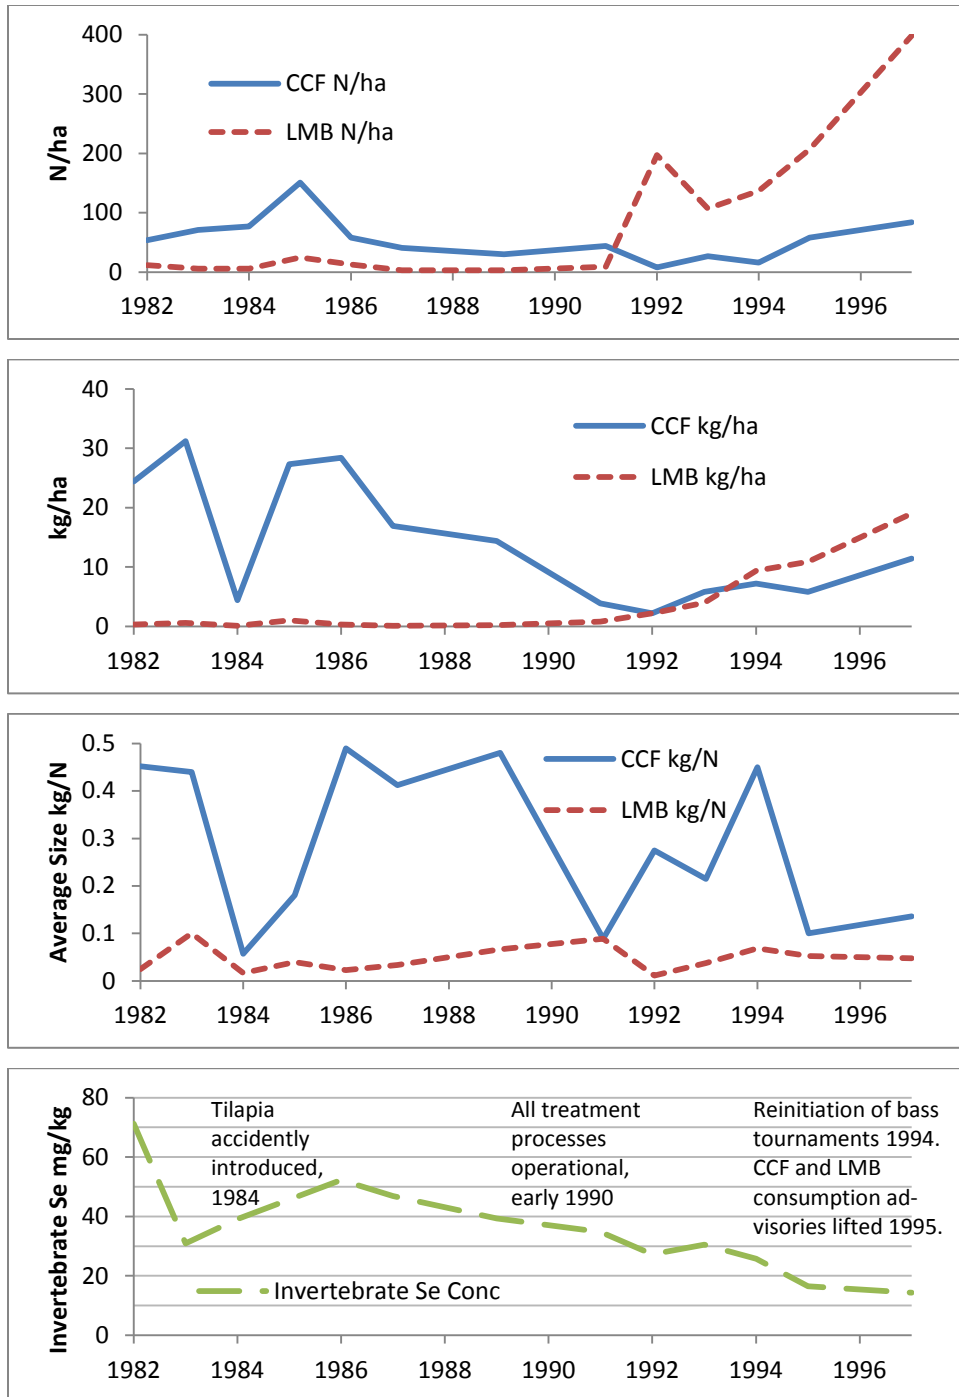 400
300
200
100
0
N/ha
CCF N/ha
LMB N/ha
1982 1984 1986 1988 1990 1992 1994 1996
40
30
20
10
0
kg/ha
CCF kg/ha
LMB kg/ha
1982 1984 1986 1988 1990 1992 1994 1996
0.5
0.4
0.3
0.2
0.1
0
Average Size kg/N
CCF kg/N
LMB kg/N
1982 1984 1986 1988 1990 1992 1994 1996
80
60
40
20
0
Invertebrate Se mg/kg
Tilapia
accidently
introduced,
1984
All treatment
processes
operational,
early 1990
Reinitiation of bass
tournaments 1994.
CCF and LMB
consumption ad-
visories lifted 1995.
Invertebrate Se Conc
1982 1984 1986 1988 1990 1992 1994 1996